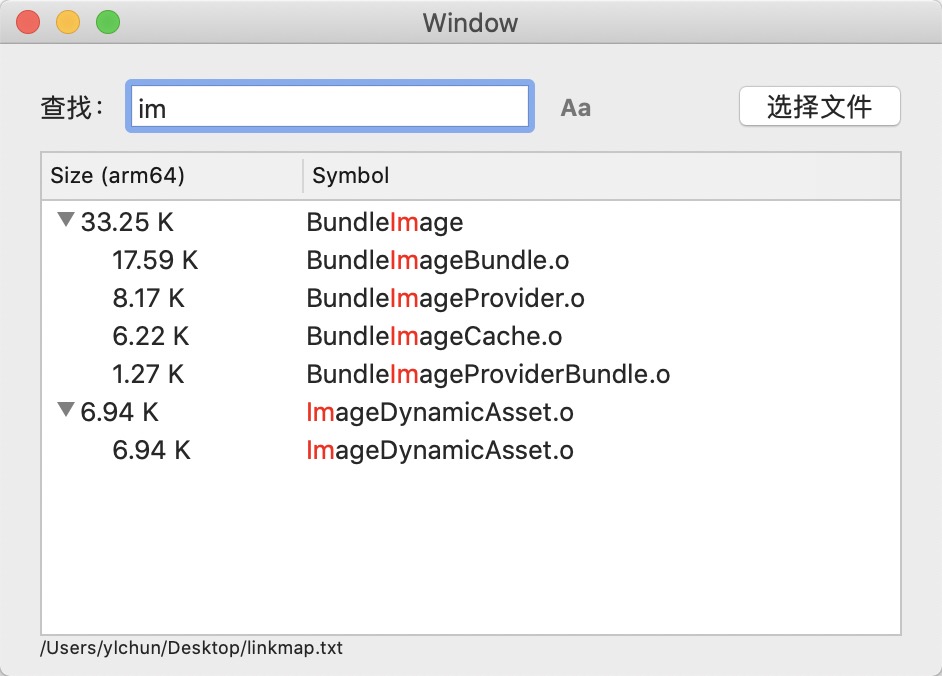 Window
查找： im Aa 选择文件
Size (arm64) Symbol
33.25 K BundleImage
17.59 K BundleImageBundle.o
8.17 K BundleImageProvider.o
6.22 K BundleImageCache.o
1.27 K BundleImageProviderBundle.o
6.94 K ImageDynamicAsset.o
6.94 K ImageDynamicAsset.o
/Users/ylchun/Desktop/linkmap.txt